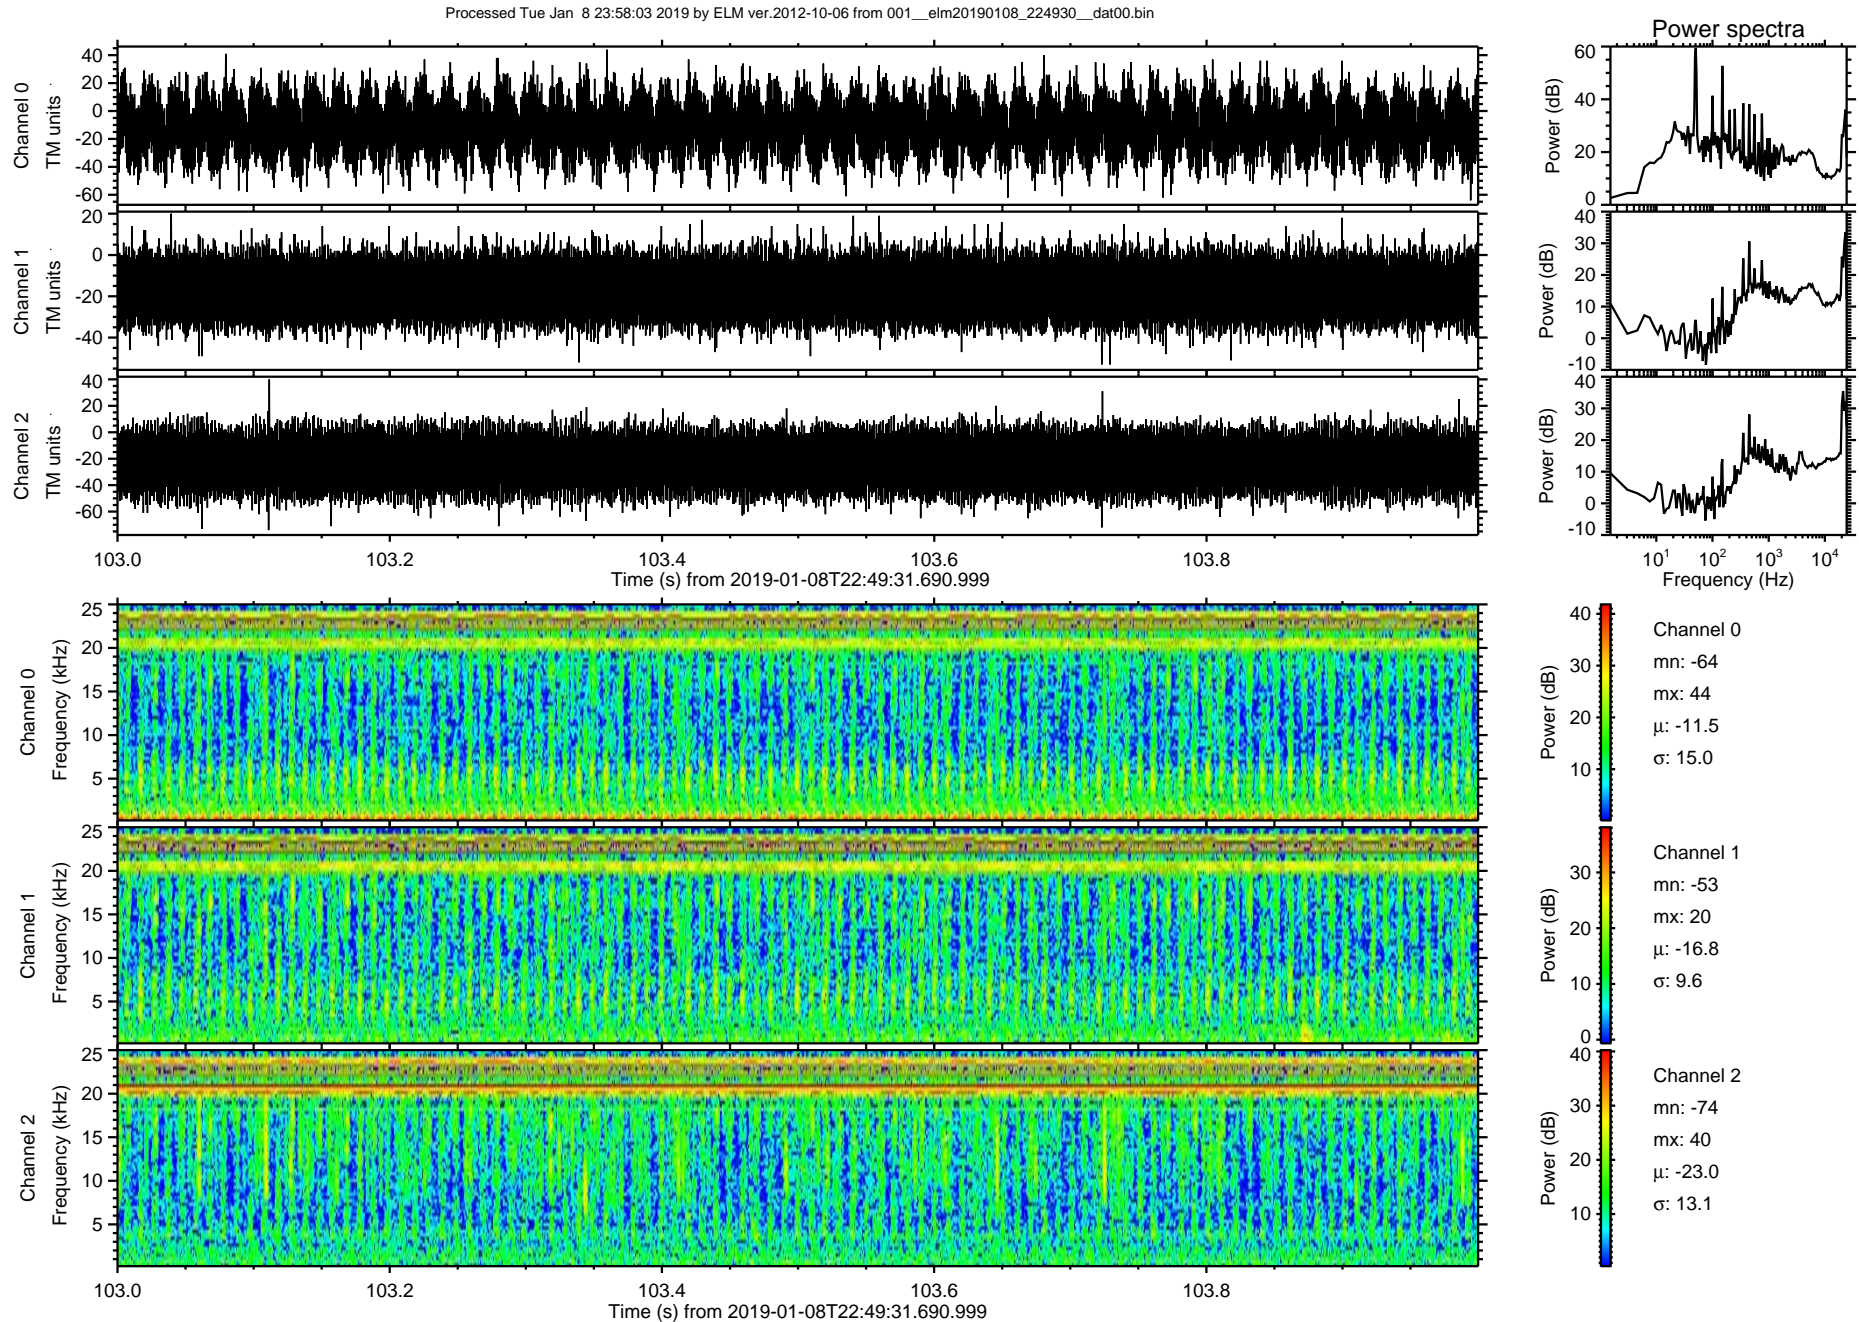 Processed Tue Jan  8 23:58:03 2019 by ELM ver.2012-10-06 from 001__elm20190108_224930__dat00.bin
Power spectra
Channel 0
TM units
40
20
0
-20
-40
-60
Power (dB)
60
40
20
0
Channel 1
TM units
20
0
-20
-40
Power (dB)
40
30
20
10
0
-10
Channel 2
TM units
40
20
0
-20
-40
-60
Power (dB)
40
30
20
10
0
-10
103.0 103.2 103.4 103.6 103.8
Time (s) from 2019-01-08T22:49:31.690.999
10¹ 10² 10³ 10⁴
Frequency (Hz)
Channel 0
Frequency (kHz)
25
20
15
10
5
Power (dB)
40
30
20
10
Channel 0
mn: -64
mx: 44
μ: -11.5
σ: 15.0
Channel 1
Frequency (kHz)
25
20
15
10
5
Power (dB)
30
20
10
0
Channel 1
mn: -53
mx: 20
μ: -16.8
σ: 9.6
Channel 2
Frequency (kHz)
25
20
15
10
5
Power (dB)
40
30
20
10
Channel 2
mn: -74
mx: 40
μ: -23.0
σ: 13.1
103.0 103.2 103.4 103.6 103.8
Time (s) from 2019-01-08T22:49:31.690.999